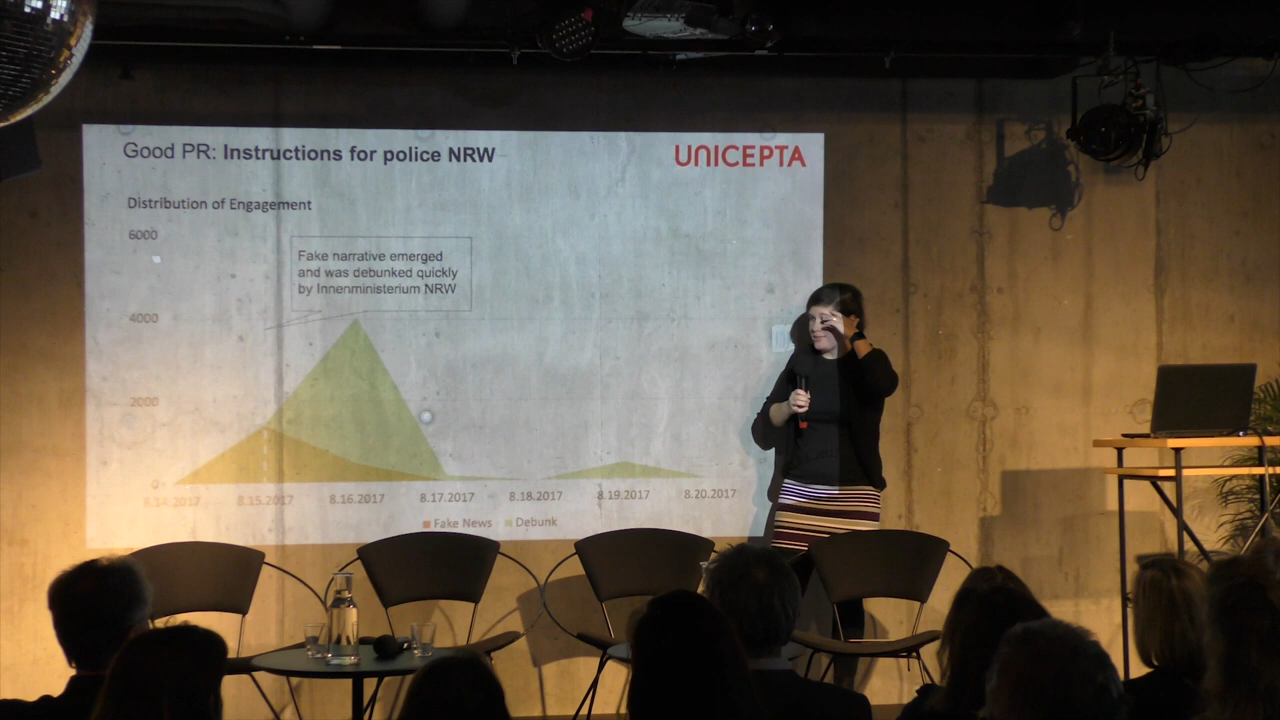 Good PR: Instructions for police NRW
UNICEPTA
Distribution of Engagement
6000
Fake narrative emerged
and was debunked quickly
by Innenministerium NRW
4000
2000
0
8.14.2017 8.15.2017 8.16.2017 8.17.2017 8.18.2017 8.19.2017 8.20.2017
Fake News Debunk